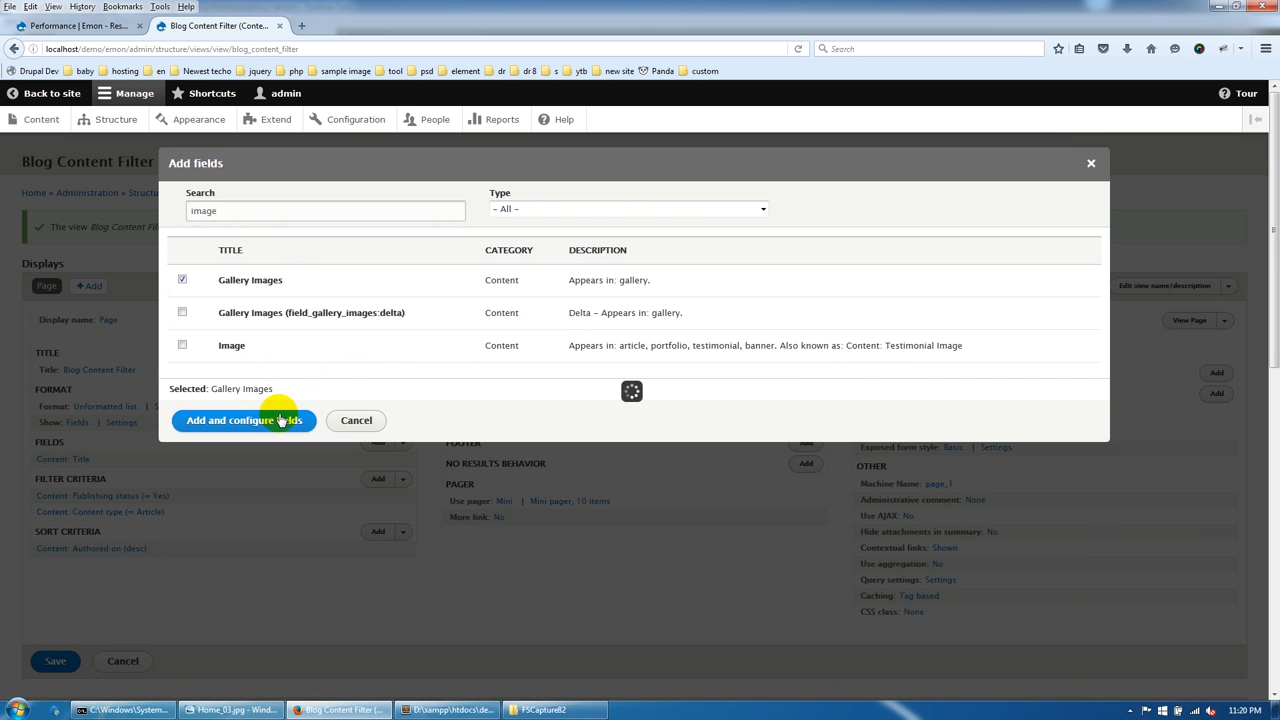 File Edit View History Bookmarks Tools Help
Performance | Emon - Res...
Blog Content Filter (Conte...
localhost/demo/emon/admin/structure/views/view/blog_content_filter
Search
Drupal Dev baby hosting en Newest techo jquery php sample image tool psd element dr dr 8 s ytb new site Panda custom
Back to site Manage Shortcuts admin Tour
Content Structure Appearance Extend Configuration People Reports Help
Blog Content Filter
Home » Administration » Struct
The view Blog Content Fil
Displays
Page Add Edit view name/description
Display name: Page View Page
TITLE
Title: Blog Content Filter
FORMAT
Format: Unformatted list
Show: Fields | Settings
FIELDS
Content: Title
FILTER CRITERIA Add
Content: Publishing status (= Yes)
Content: Content type (= Article)
SORT CRITERIA Add
Content: Authored on (desc)
Add fields
Search Type
image - All -
TITLE CATEGORY DESCRIPTION
Gallery Images Content Appears in: gallery.
Gallery Images (field_gallery_images:delta) Content Delta - Appears in: gallery.
Image Content Appears in: article, portfolio, testimonial, banner. Also known as: Content: Testimonial Image
Selected: Gallery Images
Add and configure fields Cancel
FOOTER Add
NO RESULTS BEHAVIOR Add
PAGER
Use pager: Mini | Mini pager, 10 items
More link: No
Add
Add
Exposed form style: Basic | Settings
OTHER
Machine Name: page_1
Administrative comment: None
Use AJAX: No
Hide attachments in summary: No
Contextual links: Shown
Use aggregation: No
Query settings: Settings
Caching: Tag based
CSS class: None
Save Cancel
C:\Windows\System... Home_03.jpg - Wind... Blog Content Filter (... D:\xampp\htdocs\de... FSCapture82 11:20 PM